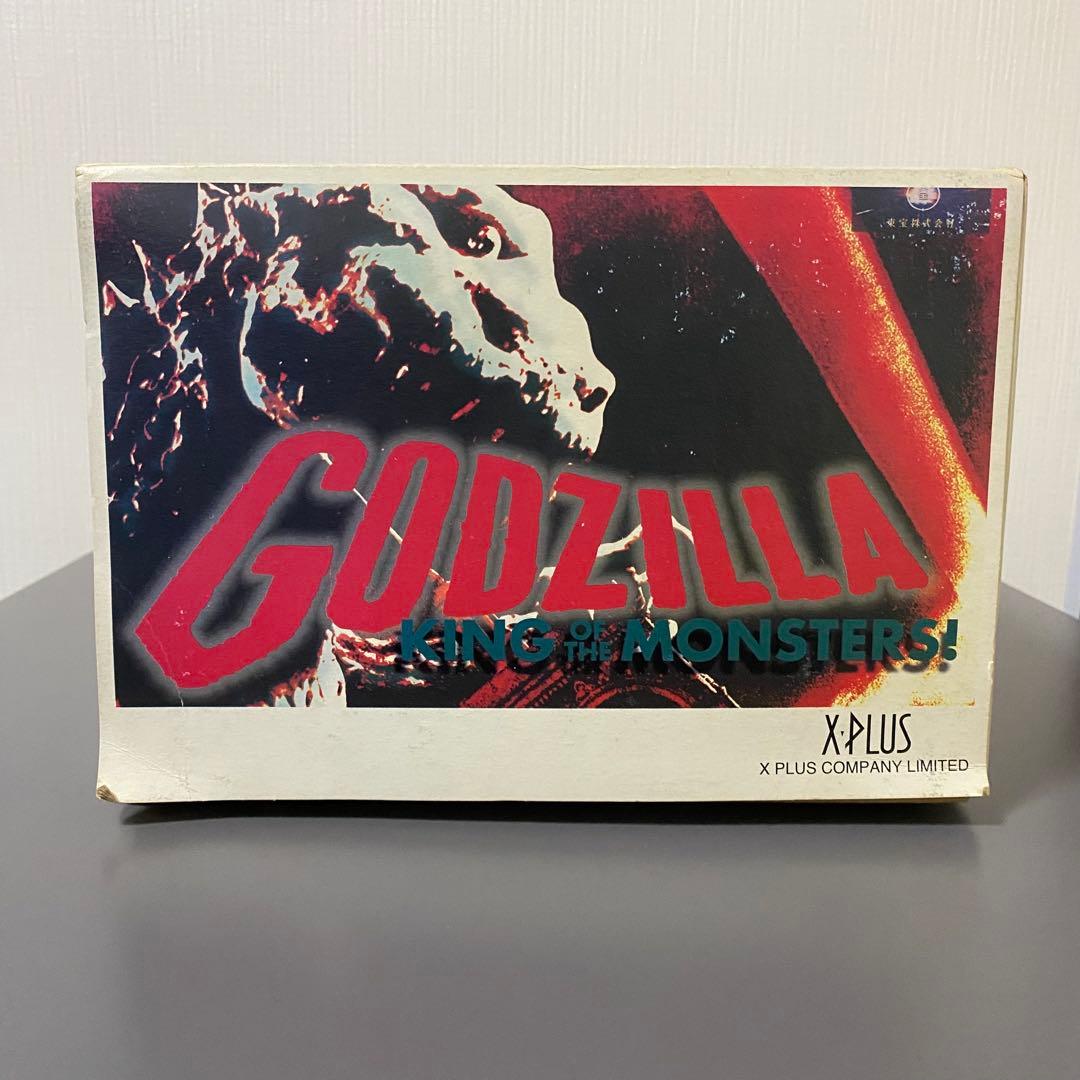 東宝株式会社
GODZILLA
KING OF THE MONSTERS!
X·PLUS
X PLUS COMPANY LIMITED